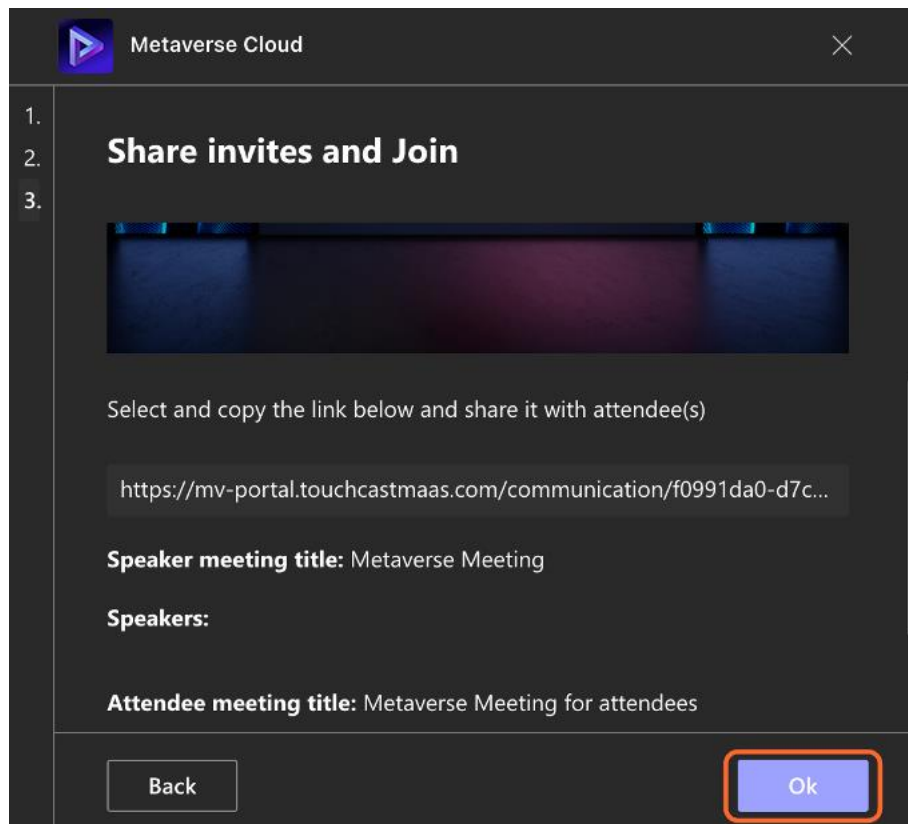 Metaverse Cloud
1.
2.
3.
Share invites and Join
Select and copy the link below and share it with attendee(s)
https://mv-portal.touchcastmaas.com/communication/f0991da0-d7c...
Speaker meeting title: Metaverse Meeting
Speakers:
Attendee meeting title: Metaverse Meeting for attendees
Back
Ok